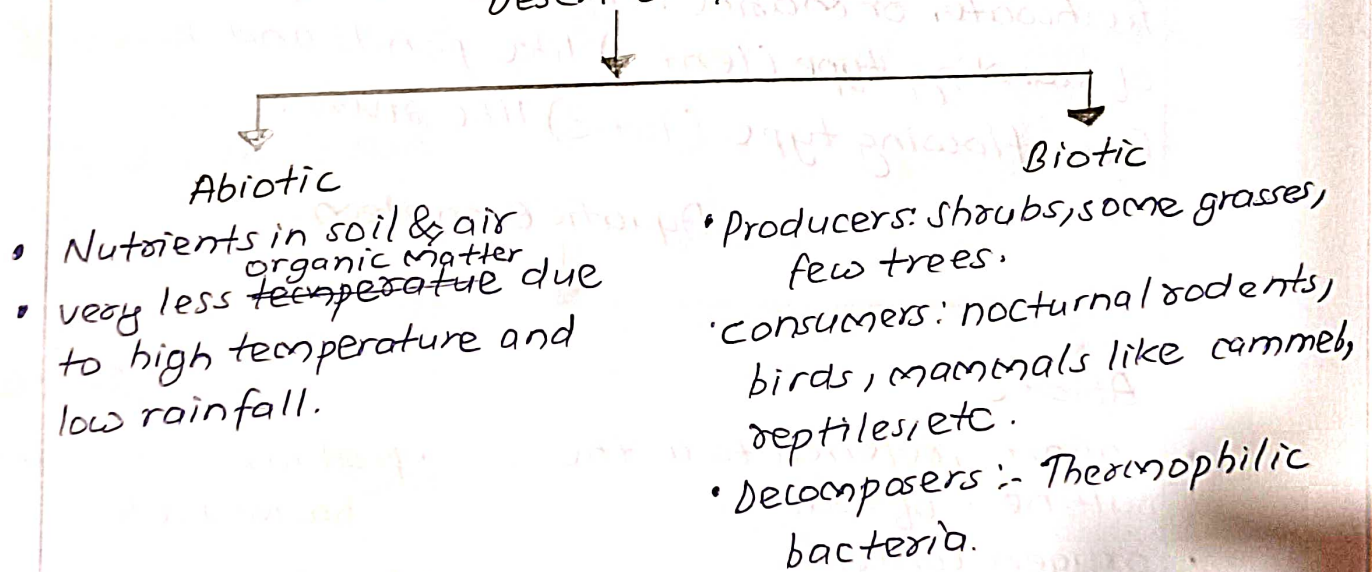 Abiotic
• Nutrients in soil & air
organic matter
• very less temperatue due
to high temperature and
low rainfall.
Biotic
• Producers: Shrubs, some grasses,
few trees.
• consumers: nocturnal rodents,
birds, mammals like cammeb,
reptiles, etc.
• Decomposers :- Thermophilic
bacteria.